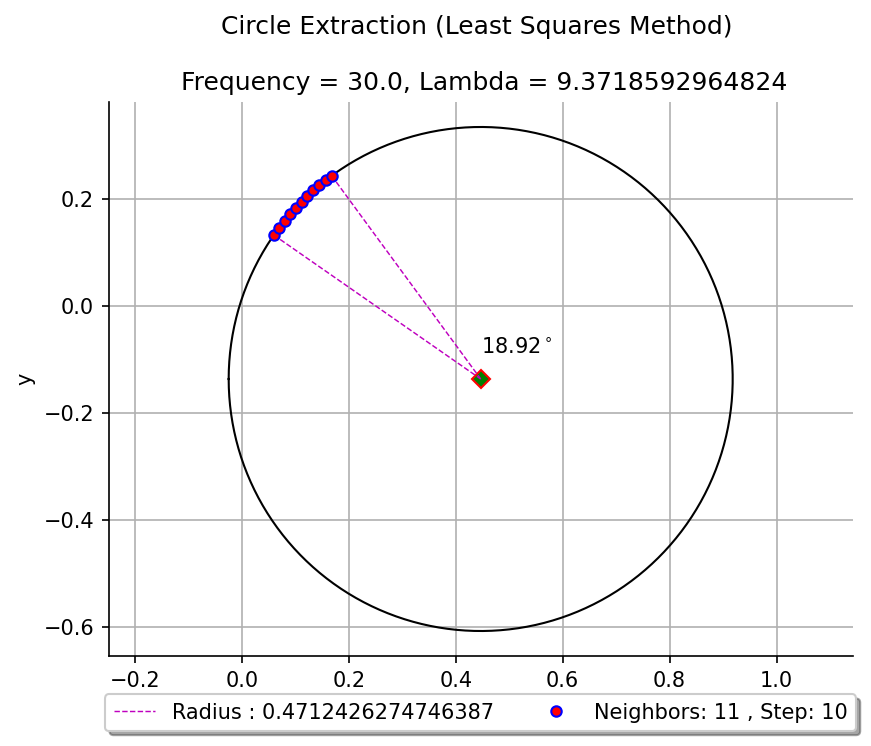 Circle Extraction (Least Squares Method)
Frequency = 30.0, Lambda = 9.3718592964824
0.2
0.0
−0.2
−0.4
−0.6
y
18.92°
−0.2 0.0 0.2 0.4 0.6 0.8 1.0
Radius : 0.4712426274746387 Neighbors: 11 , Step: 10